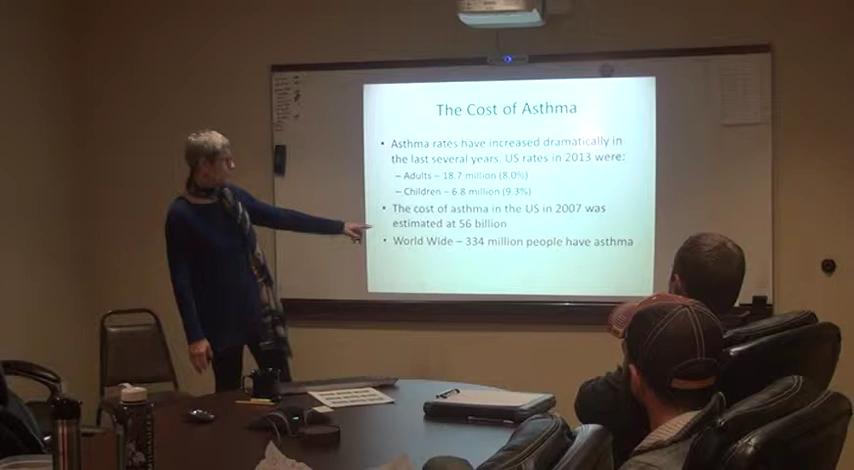 The Cost of Asthma
• Asthma rates have increased dramatically in
the last several years. US rates in 2013 were:
– Adults – 18.7 million (8.0%)
– Children – 6.8 million (9.3%)
• The cost of asthma in the US in 2007 was
estimated at 56 billion
• World Wide – 334 million people have asthma